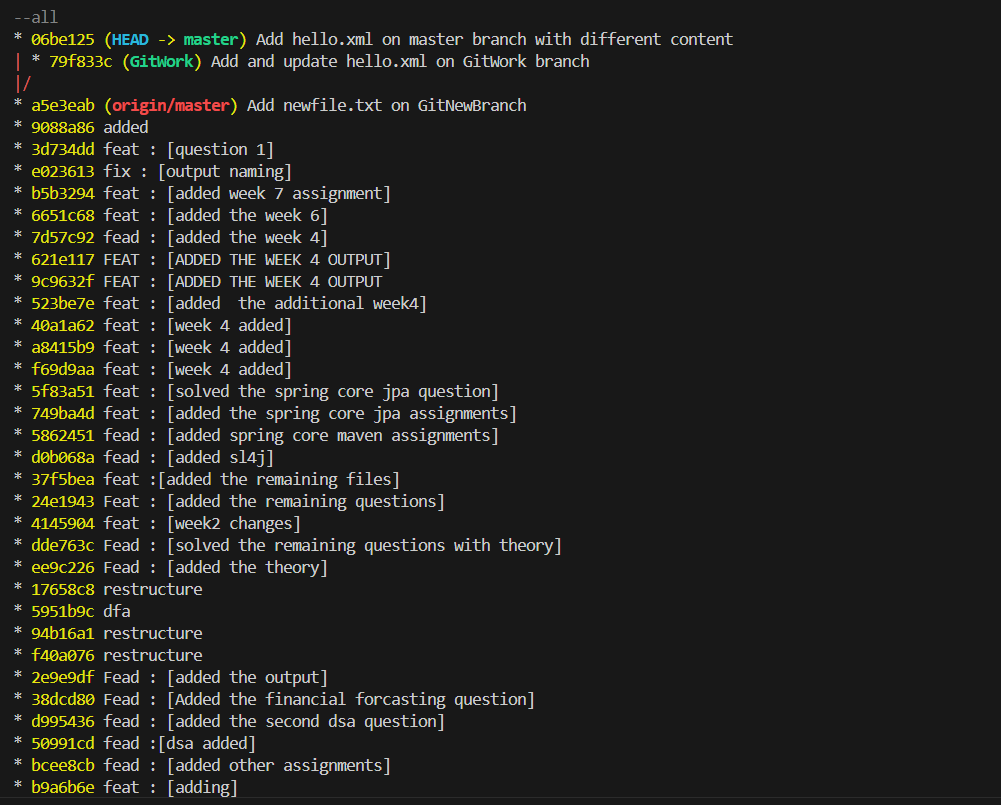 --all
* 06be125 (HEAD -> master) Add hello.xml on master branch with different content
| * 79f833c (GitWork) Add and update hello.xml on GitWork branch
|/
* a5e3eab (origin/master) Add newfile.txt on GitNewBranch
* 9088a86 added
* 3d734dd feat : [question 1]
* e023613 fix : [output naming]
* b5b3294 feat : [added week 7 assignment]
* 6651c68 feat : [added the week 6]
* 7d57c92 fead : [added the week 4]
* 621e117 FEAT : [ADDED THE WEEK 4 OUTPUT]
* 9c9632f FEAT : [ADDED THE WEEK 4 OUTPUT
* 523be7e feat : [added  the additional week4]
* 40a1a62 feat : [week 4 added]
* a8415b9 feat : [week 4 added]
* f69d9aa feat : [week 4 added]
* 5f83a51 feat : [solved the spring core jpa question]
* 749ba4d feat : [added the spring core jpa assignments]
* 5862451 fead : [added spring core maven assignments]
* d0b068a fead : [added sl4j]
* 37f5bea feat :[added the remaining files]
* 24e1943 Feat : [added the remaining questions]
* 4145904 feat : [week2 changes]
* dde763c Fead : [solved the remaining questions with theory]
* ee9c226 Fead : [added the theory]
* 17658c8 restructure
* 5951b9c dfa
* 94b16a1 restructure
* f40a076 restructure
* 2e9e9df Fead : [added the output]
* 38dcd80 Fead : [Added the financial forcasting question]
* d995436 fead : [added the second dsa question]
* 50991cd fead :[dsa added]
* bcee8cb fead : [added other assignments]
* b9a6b6e feat : [adding]